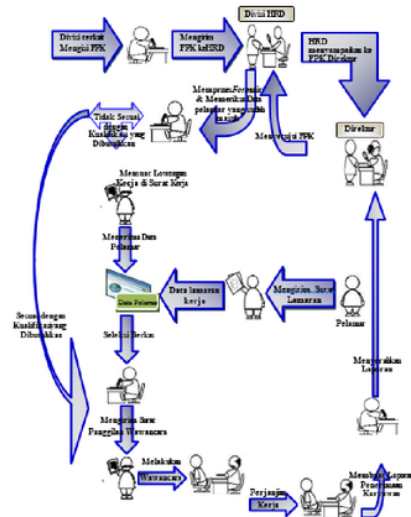 Divisi terkait
Mengisi FPK
Mengirim
FPK ke HRD
Divisi HRD
HRD
menyampaikan ke
FPK Direktur
Memproses
& Memeriksa Data
pelamar yang sudah
masuk
Menyetujui FPK
Direktur
Tidak Sesuai
dengan
Kualifikasi yang
Dibutuhkan
Memuat Lowongan
Kerja di Surat Kerja
Menerima Data
Pelamar
Data Pelamar
Data lamaran
kerja
Mengirim Surat
Lamaran
Pelamar
Seleksi Berkas
Sesuai dengan
Kualifikasi yang
Dibutuhkan
Menyerahkan
Laporan
Mengirim Surat
Panggilan Wawancara
Melakukan
Wawancara
Perjanjian
Kerja
Membuat Laporan
Penerimaan
Karyawan